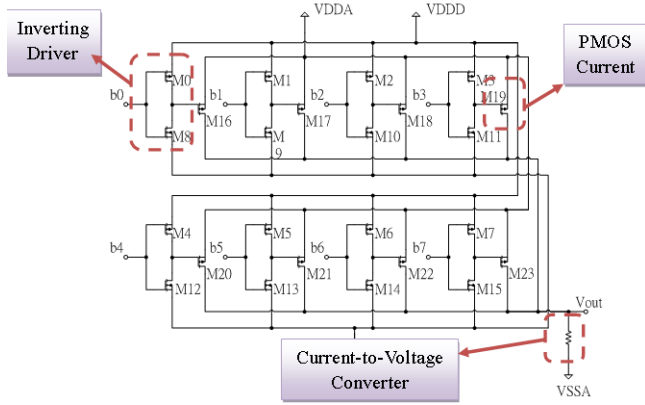 Inverting
Driver
VDDA
VDDD
PMOS
Current
M0
M1
M2
M3
b0
b1
b2
b3
M19
M16
M17
M18
M8
M
9
M10
M11
M4
M5
M6
M7
b4
b5
b6
b7
M20
M21
M22
M23
M12
M13
M14
M15
Vout
Current-to-Voltage
Converter
VSSA